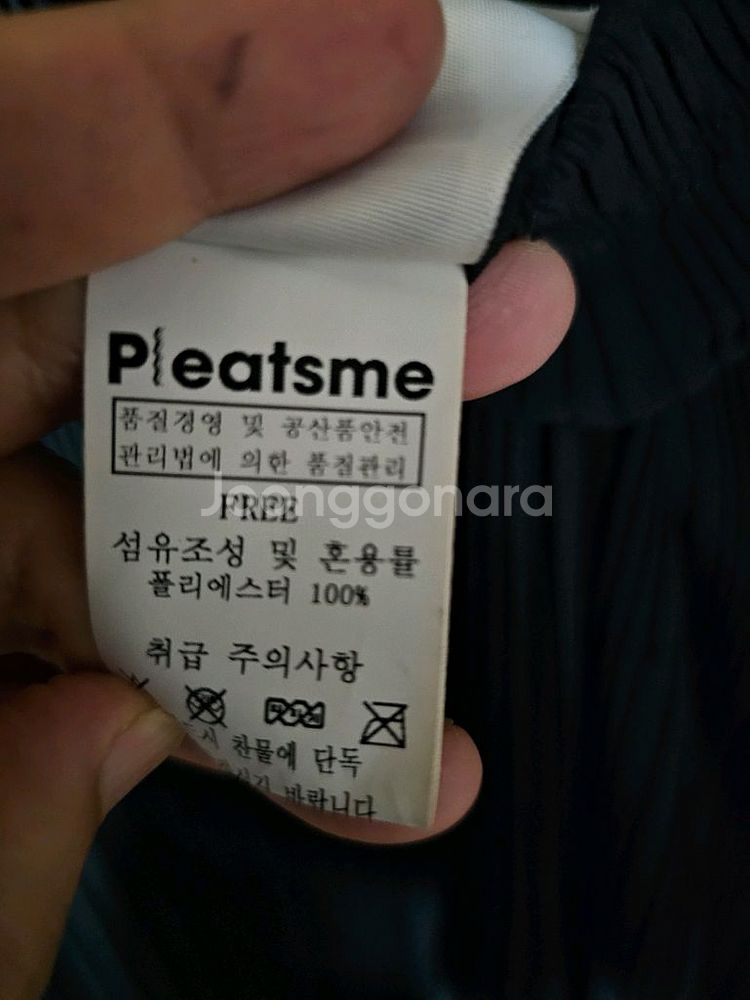 Pleatsme
품질경영 및 공산품안전
관리법에 의한 품질관리
Joonggonara
FREE
섬유조성 및 혼용률
폴리에스터 100%
취급 주의사항
찬물에 단독
바랍니다